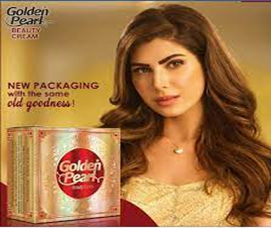 Golden
Pearl
BEAUTY
CREAM
NEW PACKAGING
with the same
old goodness!
Golden
Pearl